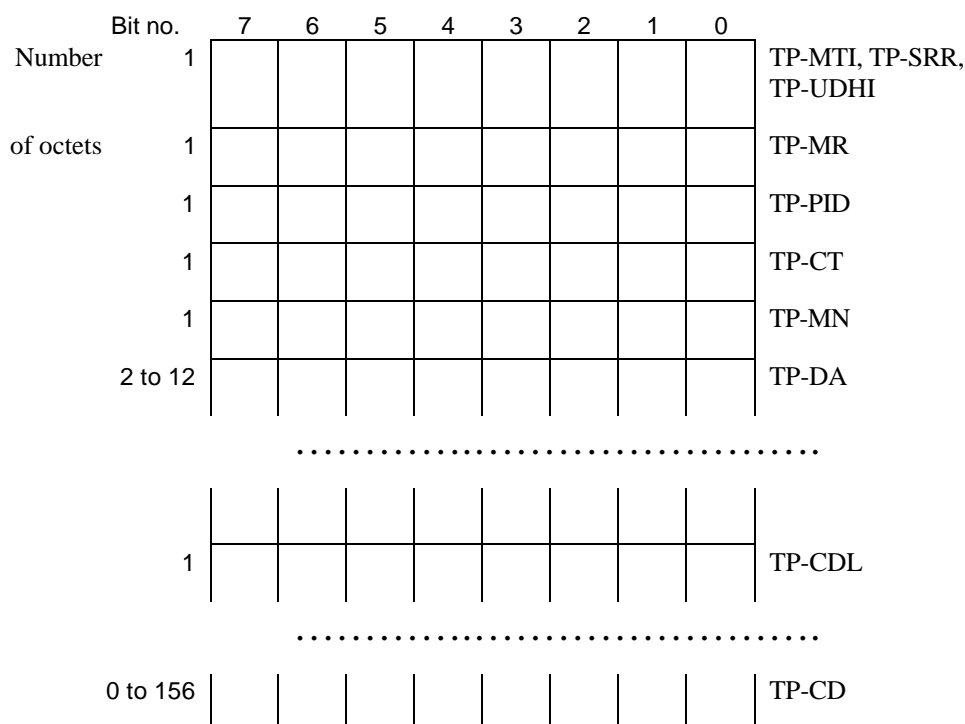 Bit no. 7 6 5 4 3 2 1 0
Number 1 TP-MTI, TP-SRR,
TP-UDHI
of octets 1 TP-MR
1 TP-PID
1 TP-CT
1 TP-MN
2 to 12 TP-DA
1 TP-CDL
0 to 156 TP-CD